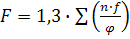 F = 1,3 · ∑ (n·f / φ)